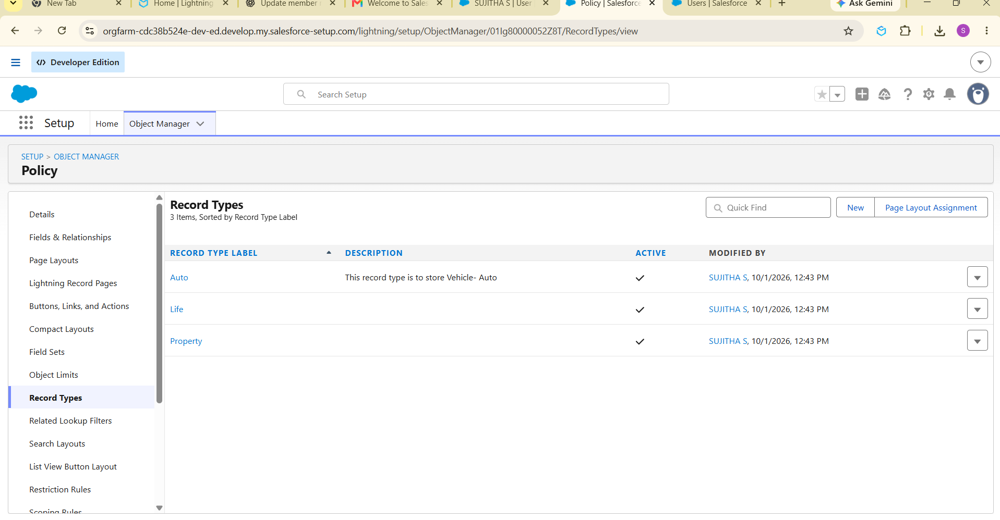 New Tab
Home | Lightning
Update member
Welcome to Sales
SUJITHA S | User
Policy | Salesforce
Users | Salesforce
Ask Gemini
orgfarm-cdc38b524e-dev-ed.develop.my.salesforce-setup.com/lightning/setup/ObjectManager/01Ig80000052Z8T/RecordTypes/view
S
Developer Edition
Search Setup
Setup
Home
Object Manager
SETUP > OBJECT MANAGER
Policy
Details
Fields & Relationships
Page Layouts
Lightning Record Pages
Buttons, Links, and Actions
Compact Layouts
Field Sets
Object Limits
Record Types
Related Lookup Filters
Search Layouts
List View Button Layout
Restriction Rules
Scoping Rules
Record Types
3 Items, Sorted by Record Type Label
Quick Find
New
Page Layout Assignment
RECORD TYPE LABEL DESCRIPTION ACTIVE MODIFIED BY
Auto This record type is to store Vehicle- Auto SUJITHA S, 10/1/2026, 12:43 PM
Life SUJITHA S, 10/1/2026, 12:43 PM
Property SUJITHA S, 10/1/2026, 12:43 PM